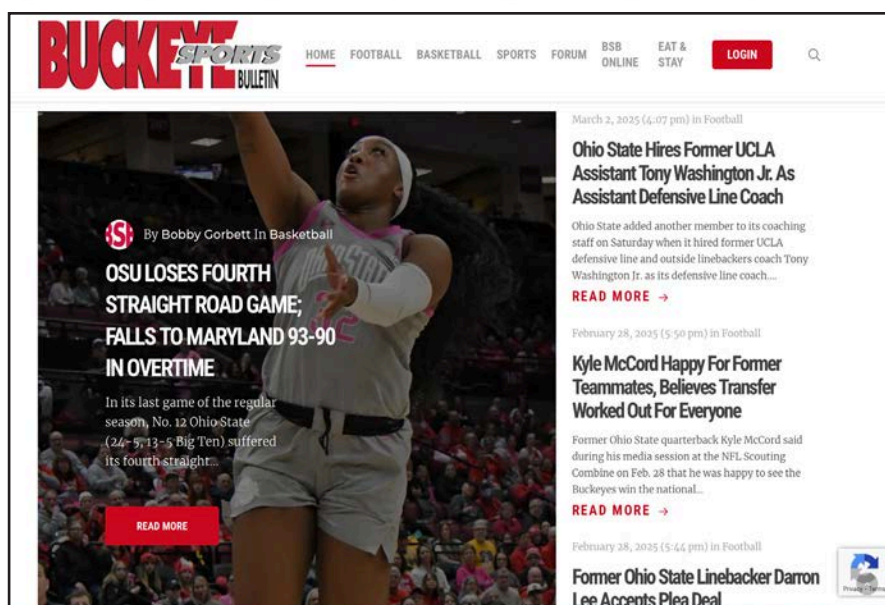 BUCKEYE
SPORTS
BULLETIN
HOME FOOTBALL BASKETBALL SPORTS FORUM BSB ONLINE EAT & STAY LOGIN
By Bobby Gorbett In Basketball
OSU LOSES FOURTH
STRAIGHT ROAD GAME;
FALLS TO MARYLAND 93-90
IN OVERTIME
In its last game of the regular
season, No. 12 Ohio State
(24-5, 13-5 Big Ten) suffered
its fourth straight...
READ MORE
OHIO STATE
March 2, 2025 (4:07 pm) in Football
Ohio State Hires Former UCLA
Assistant Tony Washington Jr. As
Assistant Defensive Line Coach
Ohio State added another member to its coaching
staff on Saturday when it hired former UCLA
defensive line and outside linebackers coach Tony
Washington Jr. as its defensive line coach....
READ MORE →
February 28, 2025 (5:50 pm) in Football
Kyle McCord Happy For Former
Teammates, Believes Transfer
Worked Out For Everyone
Former Ohio State quarterback Kyle McCord said
during his media session at the NFL Scouting
Combine on Feb. 28 that he was happy to see the
Buckeyes win the national...
READ MORE →
February 28, 2025 (5:44 pm) in Football
Former Ohio State Linebacker Darron
Lee Accepts Plea Deal
Privacy - Terms